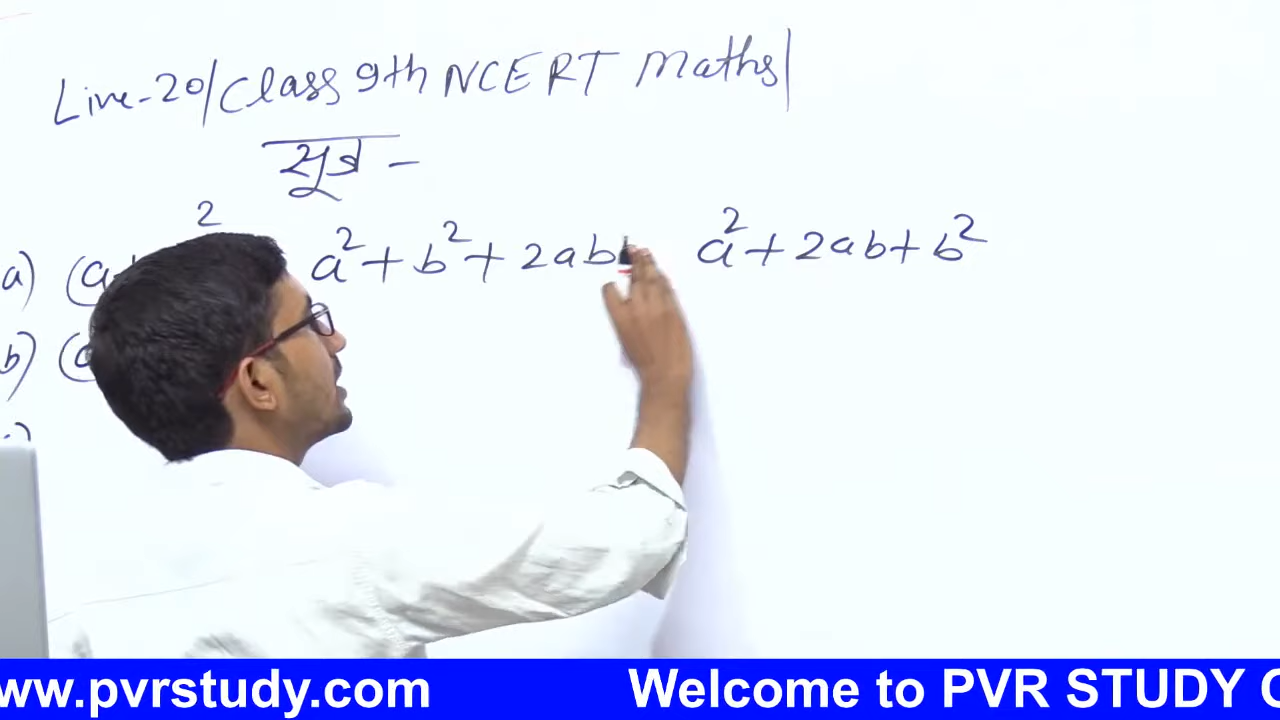 Live-20/Class 9th NCERT Maths|
सूत्र -
a) (a 2 a²+b²+2ab a²+2ab+b²
b) (
www.pvrstudy.com Welcome to PVR STUDY